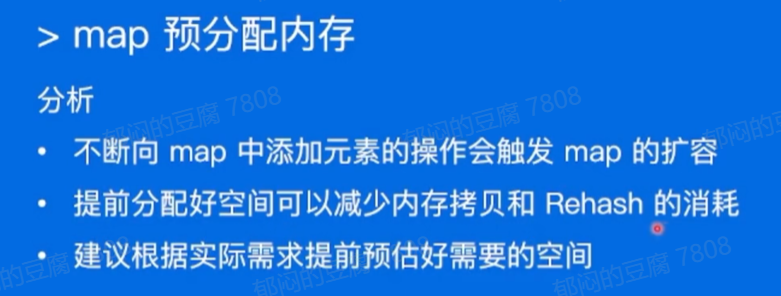 > map 预分配内存
分析
• 不断向 map 中添加元素的操作会触发 map 的扩容
• 提前分配好空间可以减少内存拷贝和 Rehash 的消耗
• 建议根据实际需求提前预估好需要的空间
郁闷的豆腐 7808
郁闷的豆腐 7808
郁闷的豆腐 7808